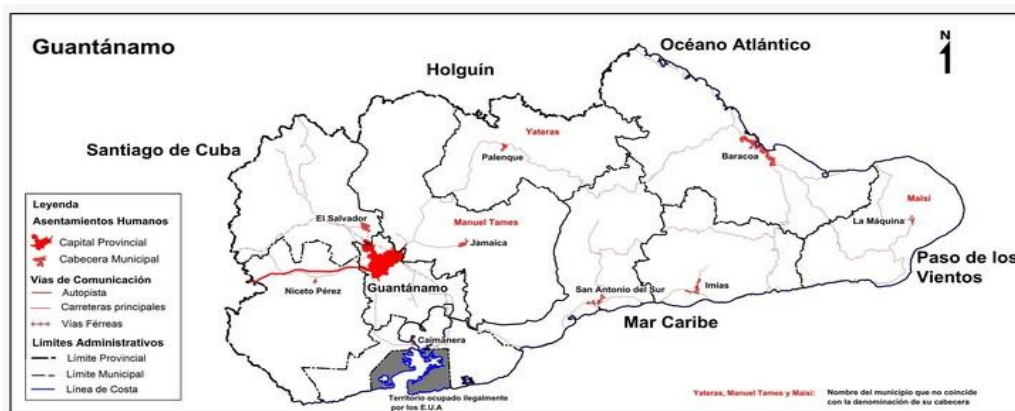 Guantánamo
Océano Atlántico
N
Holguín
Santiago de Cuba
Yateras
Palenque
Baracoa
Maisí
La Máquina
El Salvador
Manuel Tames
Jamaica
Niceto Pérez
Guantánamo
San Antonio del Sur
Imías
Paso de los
Vientos
Mar Caribe
Caimanera
Territorio ocupado ilegalmente
por los E.U.A
Leyenda
Asentamientos Humanos
Capital Provincial
Cabecera Municipal
Vías de Comunicación
Autopista
Carreteras principales
Vías Férreas
Límites Administrativos
Límite Provincial
Límite Municipal
Línea de Costa
Yateras, Manuel Tames y Maisí: Nombre del municipio que no coincide
con la denominación de su cabecera